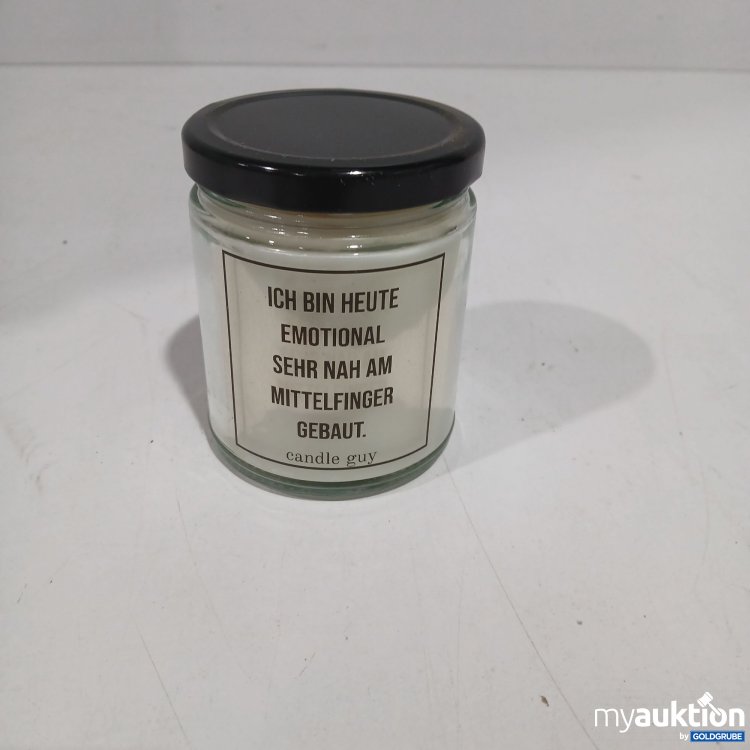 ICH BIN HEUTE
EMOTIONAL
SEHR NAH AM
MITTELFINGER
GEBAUT.
candle guy
myauktion
by GOLDGRUBE